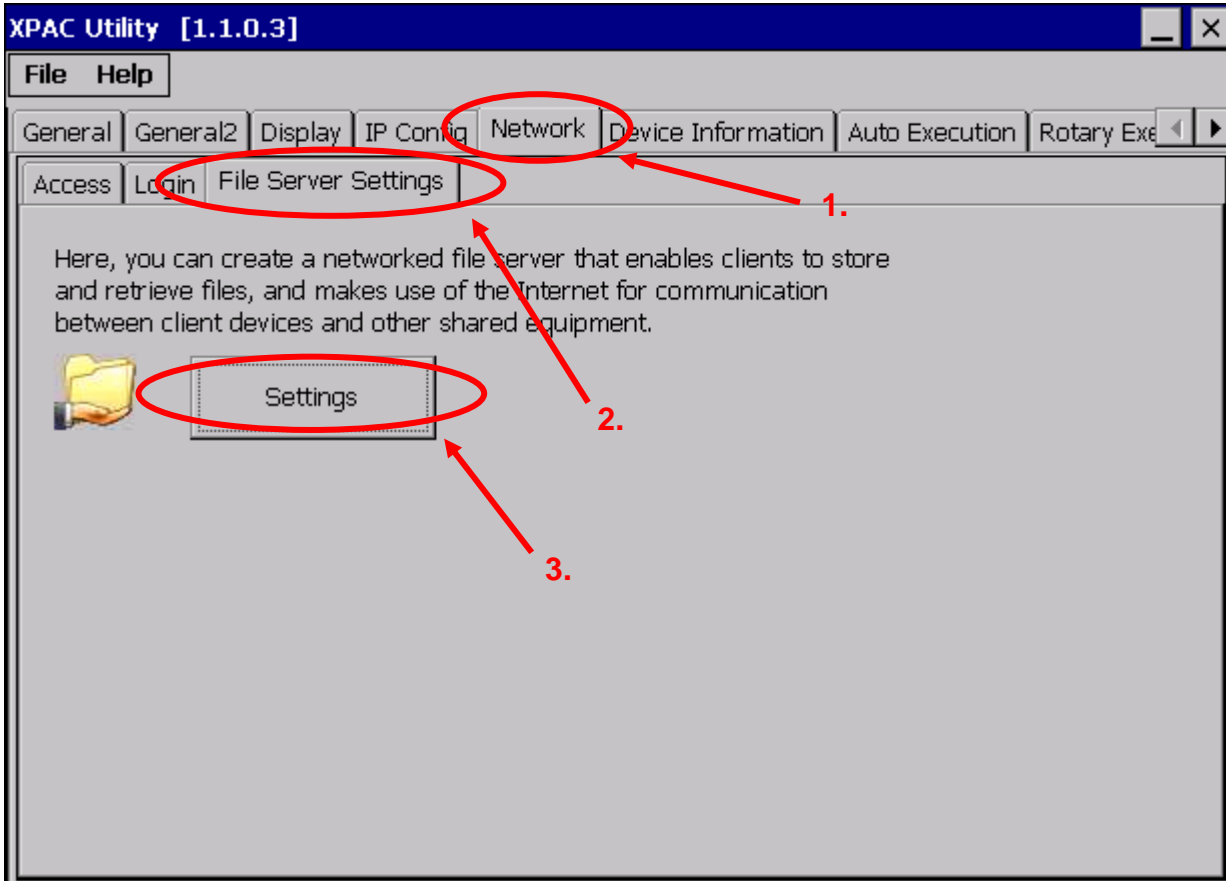 XPAC Utility [1.1.0.3]
File Help
General General2 Display IP Config Network Device Information Auto Execution Rotary Exe
Access Login File Server Settings
1.
Here, you can create a networked file server that enables clients to store
and retrieve files, and makes use of the Internet for communication
between client devices and other shared equipment.
Settings
2.
3.